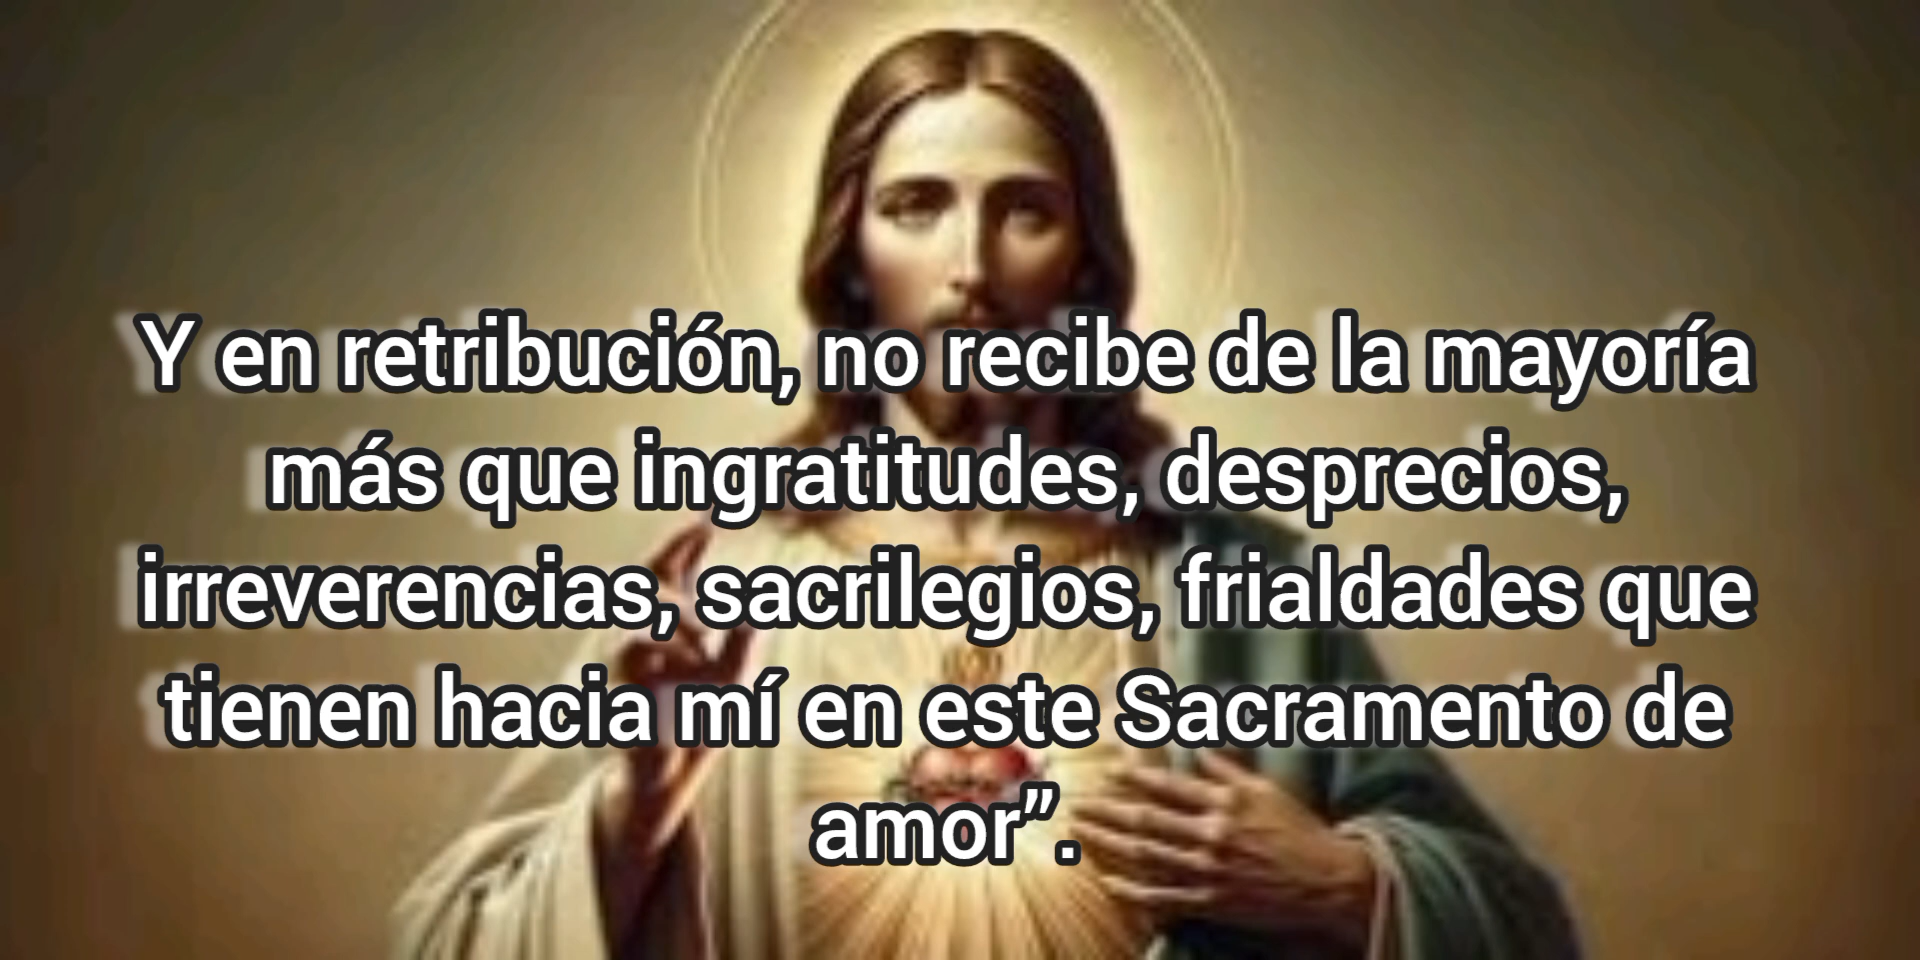 Y en retribución, no recibe de la mayoría
más que ingratitudes, desprecios,
irreverencias, sacrilegios, frialdades que
tienen hacia mí en este Sacramento de
amor”.